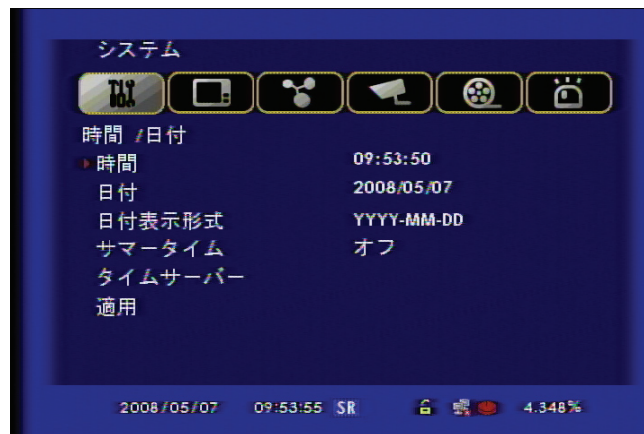 システム
時間 /日付
時間 09:53:50
日付 2008/05/07
日付表示形式 YYYY-MM-DD
サマータイム オフ
タイムサーバー
適用
2008/05/07 09:53:55 SR 4.348%